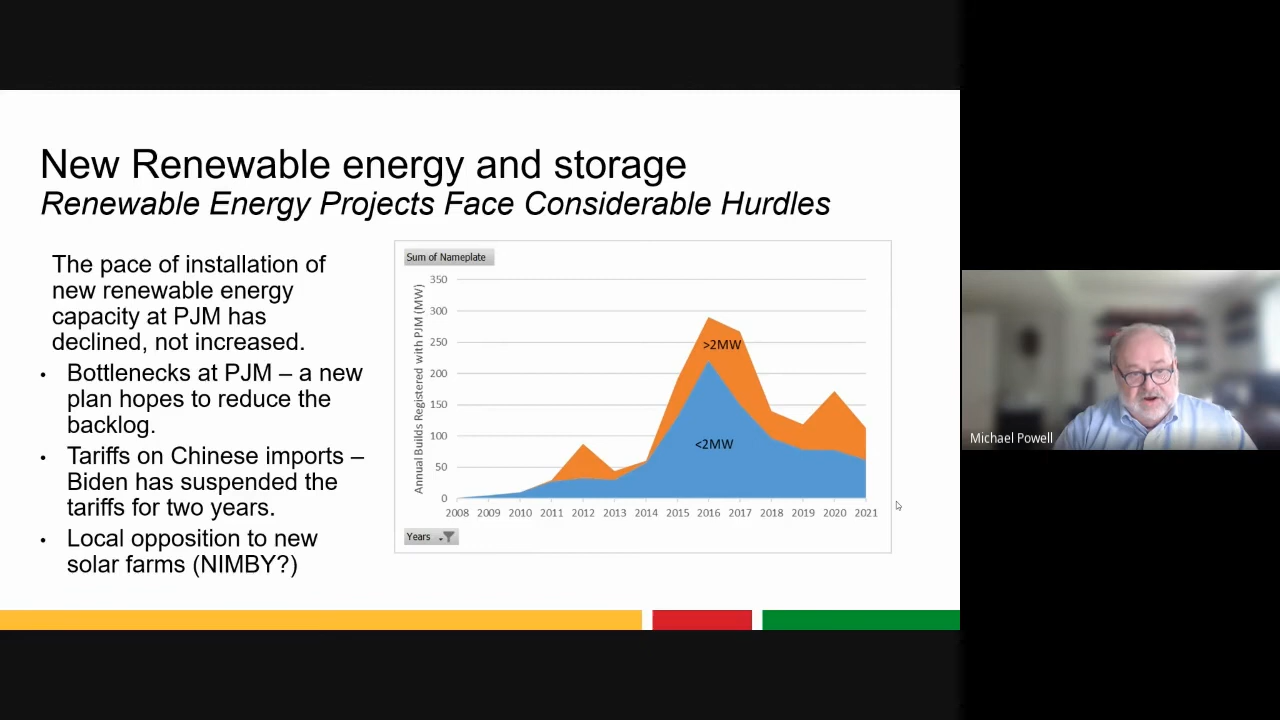 New Renewable energy and storage
Renewable Energy Projects Face Considerable Hurdles
The pace of installation of
new renewable energy
capacity at PJM has
declined, not increased.
• Bottlenecks at PJM – a new
plan hopes to reduce the
backlog.
• Tariffs on Chinese imports –
Biden has suspended the
tariffs for two years.
• Local opposition to new
solar farms (NIMBY?)
Sum of Nameplate
Annual Builds Registered with PJM (MW)
350
300
250
200
150
100
50
0
>2MW
<2MW
2008 2009 2010 2011 2012 2013 2014 2015 2016 2017 2018 2019 2020 2021
Years
Michael Powell